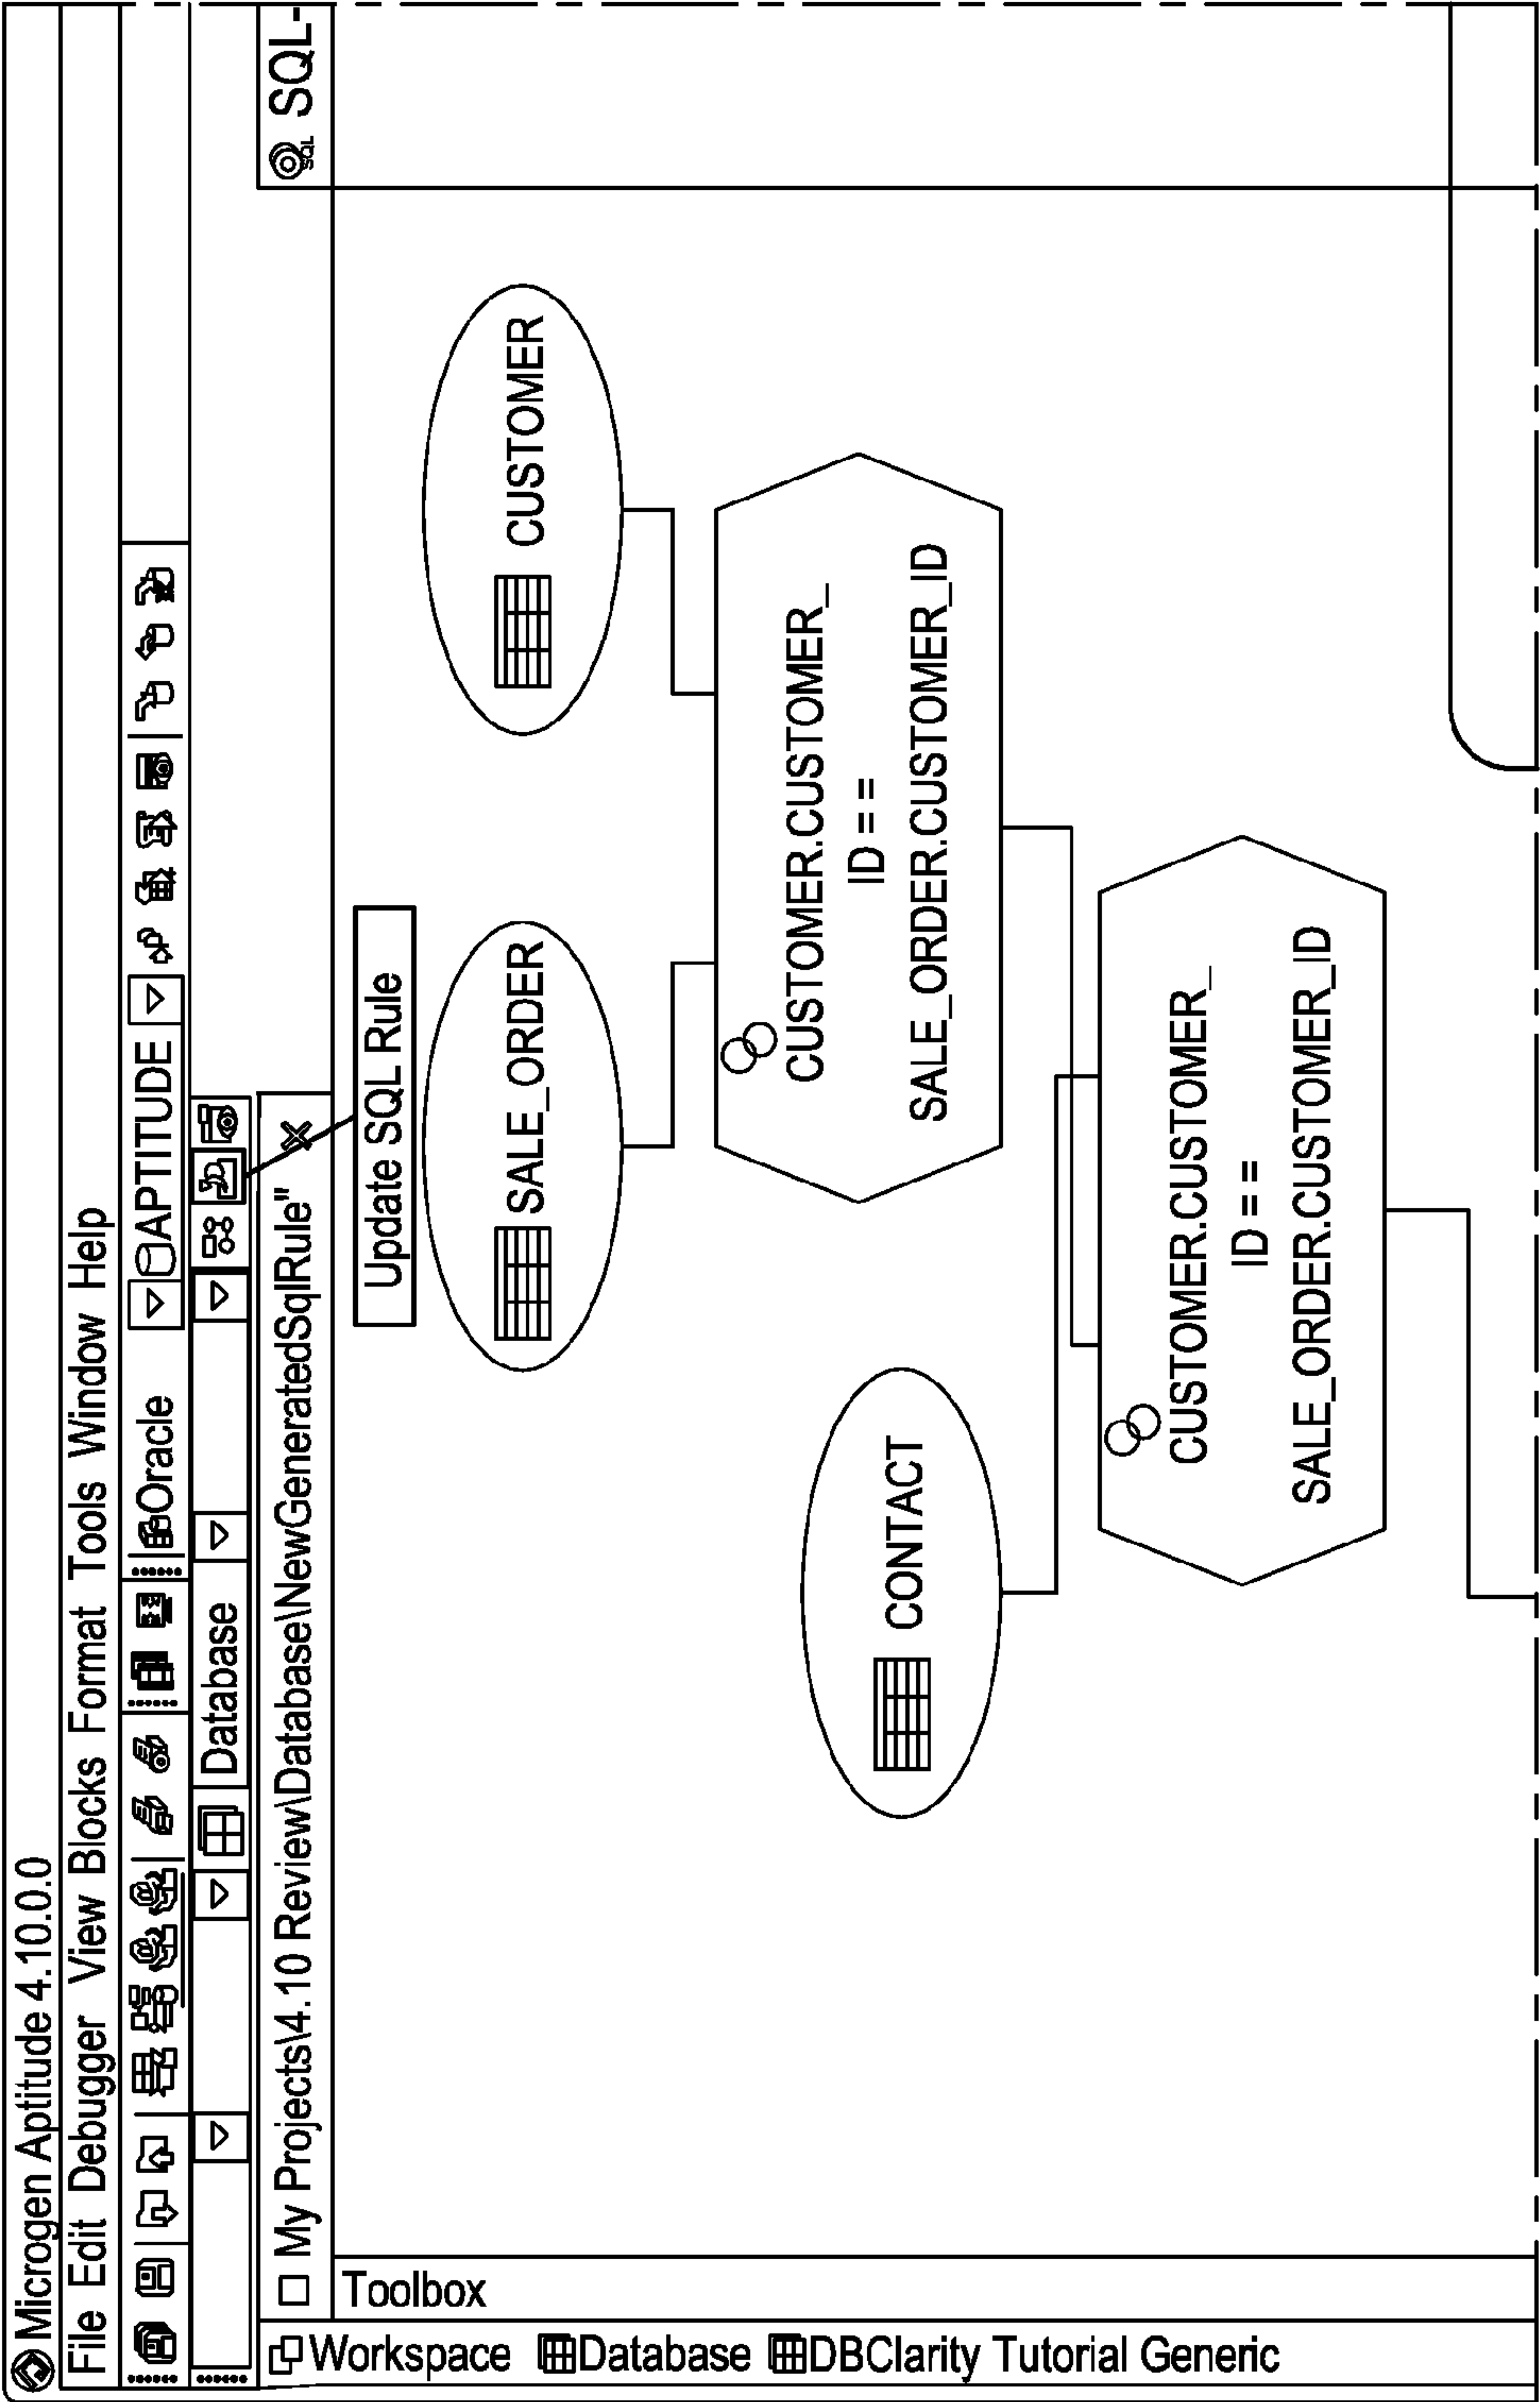 Microgen Aptitude 4.10.0.0
File Edit Debugger View Blocks Format Tools Window Help
Oracle
APTITUDE
Database
My Projects\4.10 Review\Database\NewGeneratedSqlRule"
SQL
SQL-
Update SQL Rule
Toolbox
Workspace
Database
DBClarity Tutorial Generic
SALE_ORDER
CUSTOMER
CUSTOMER.CUSTOMER_
ID ==
SALE_ORDER.CUSTOMER_ID
CONTACT
CUSTOMER.CUSTOMER_
ID ==
SALE_ORDER.CUSTOMER_ID